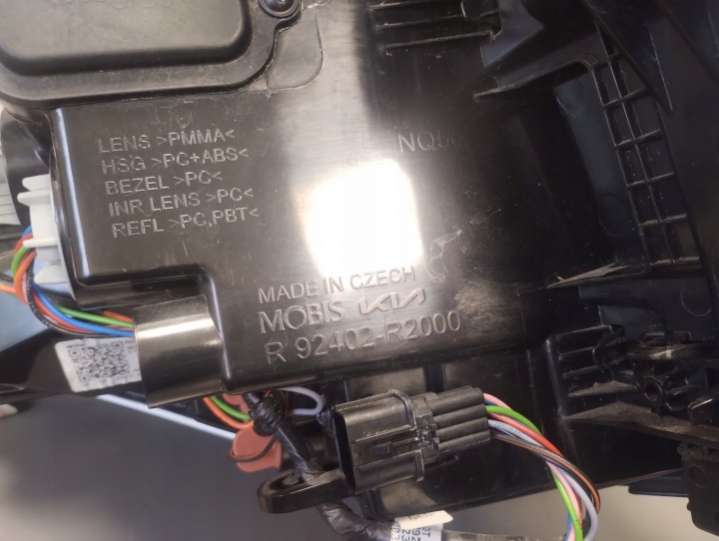 LENS >PMMA<
HSG >PC+ABS<
BEZEL >PC<
INR LENS >PC<
REFL >PC,PBT<
MADE IN CZECH
MOBIS KIA
R 92402-R2000